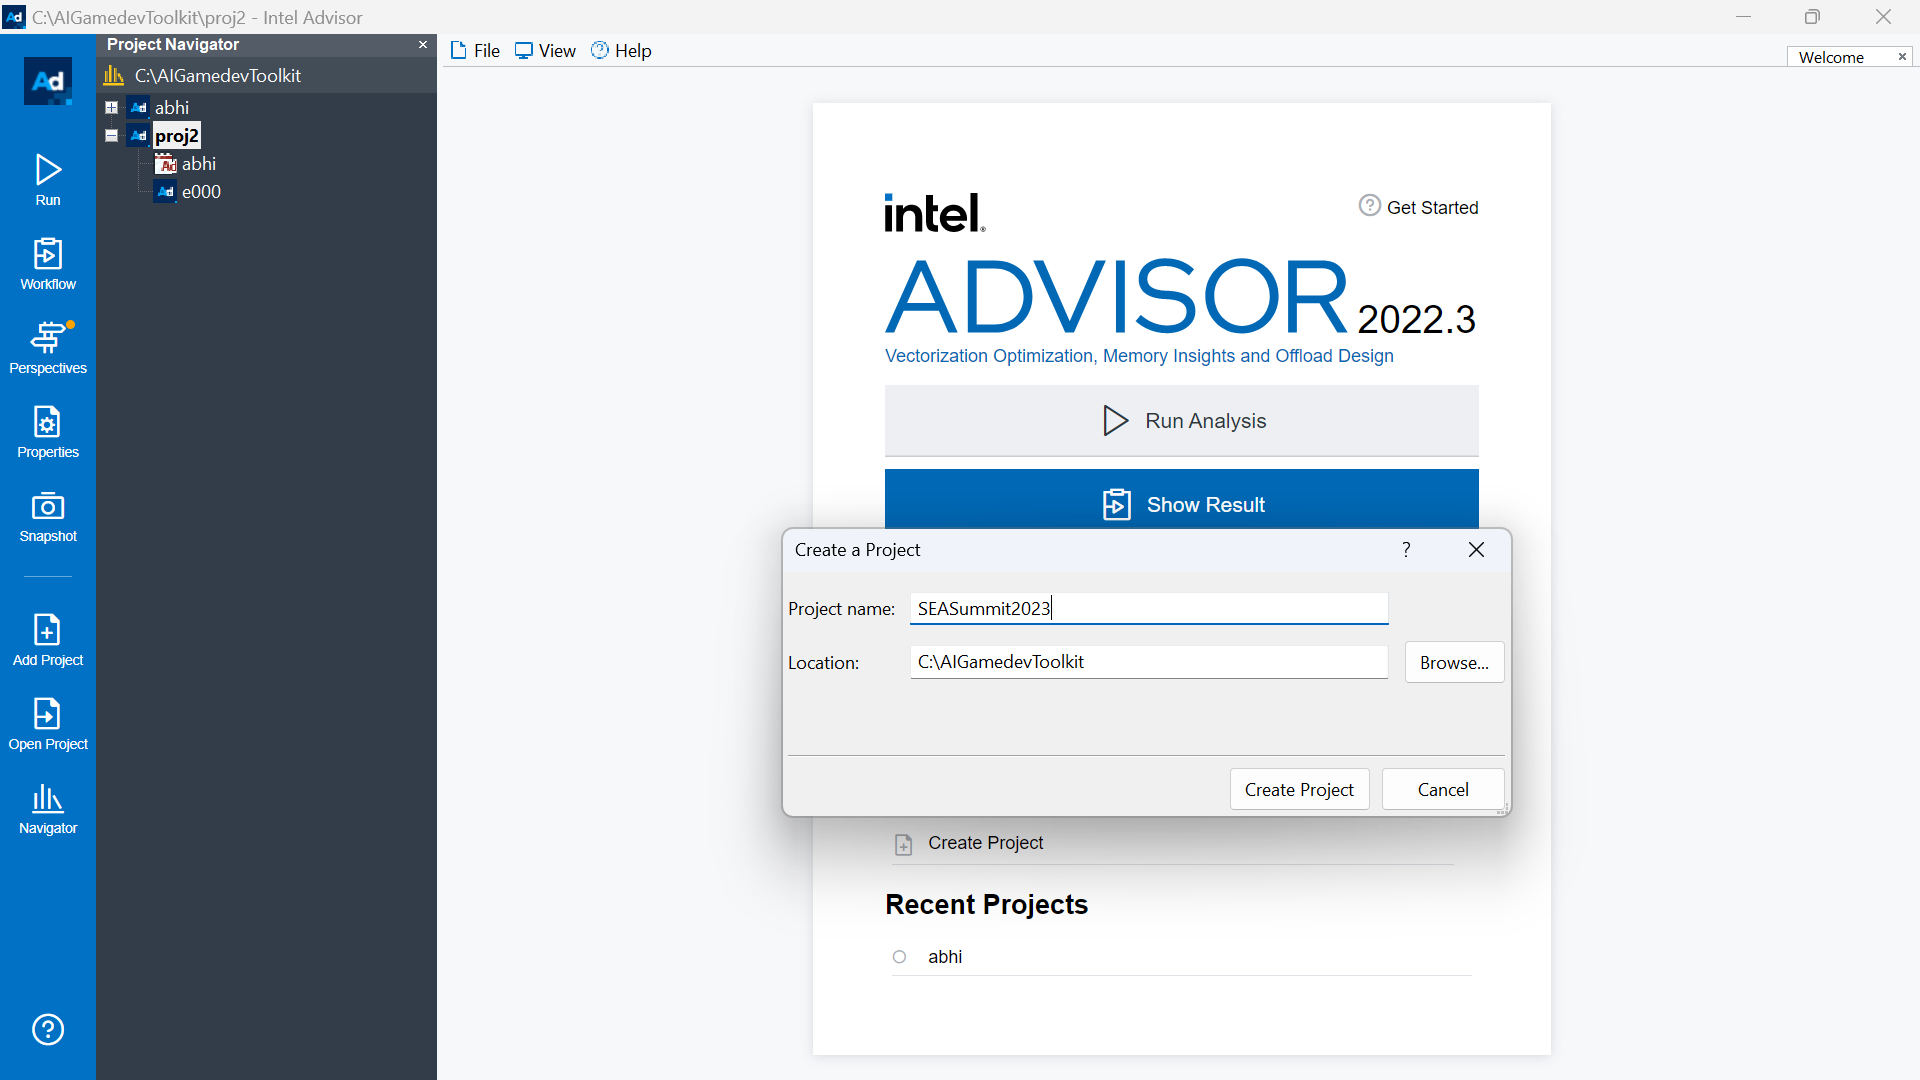 C:\AIGamedevToolkit\proj2 - Intel Advisor
Project Navigator
C:\AIGamedevToolkit
abhi
proj2
abhi
e000
Run
Workflow
Perspectives
Properties
Snapshot
Add Project
Open Project
Navigator
File View Help
Welcome
intel.
Get Started
ADVISOR 2022.3
Vectorization Optimization, Memory Insights and Offload Design
Run Analysis
Show Result
Create a Project
Project name: SEASummit2023
Location: C:\AIGamedevToolkit Browse...
Create Project Cancel
Create Project
Recent Projects
abhi